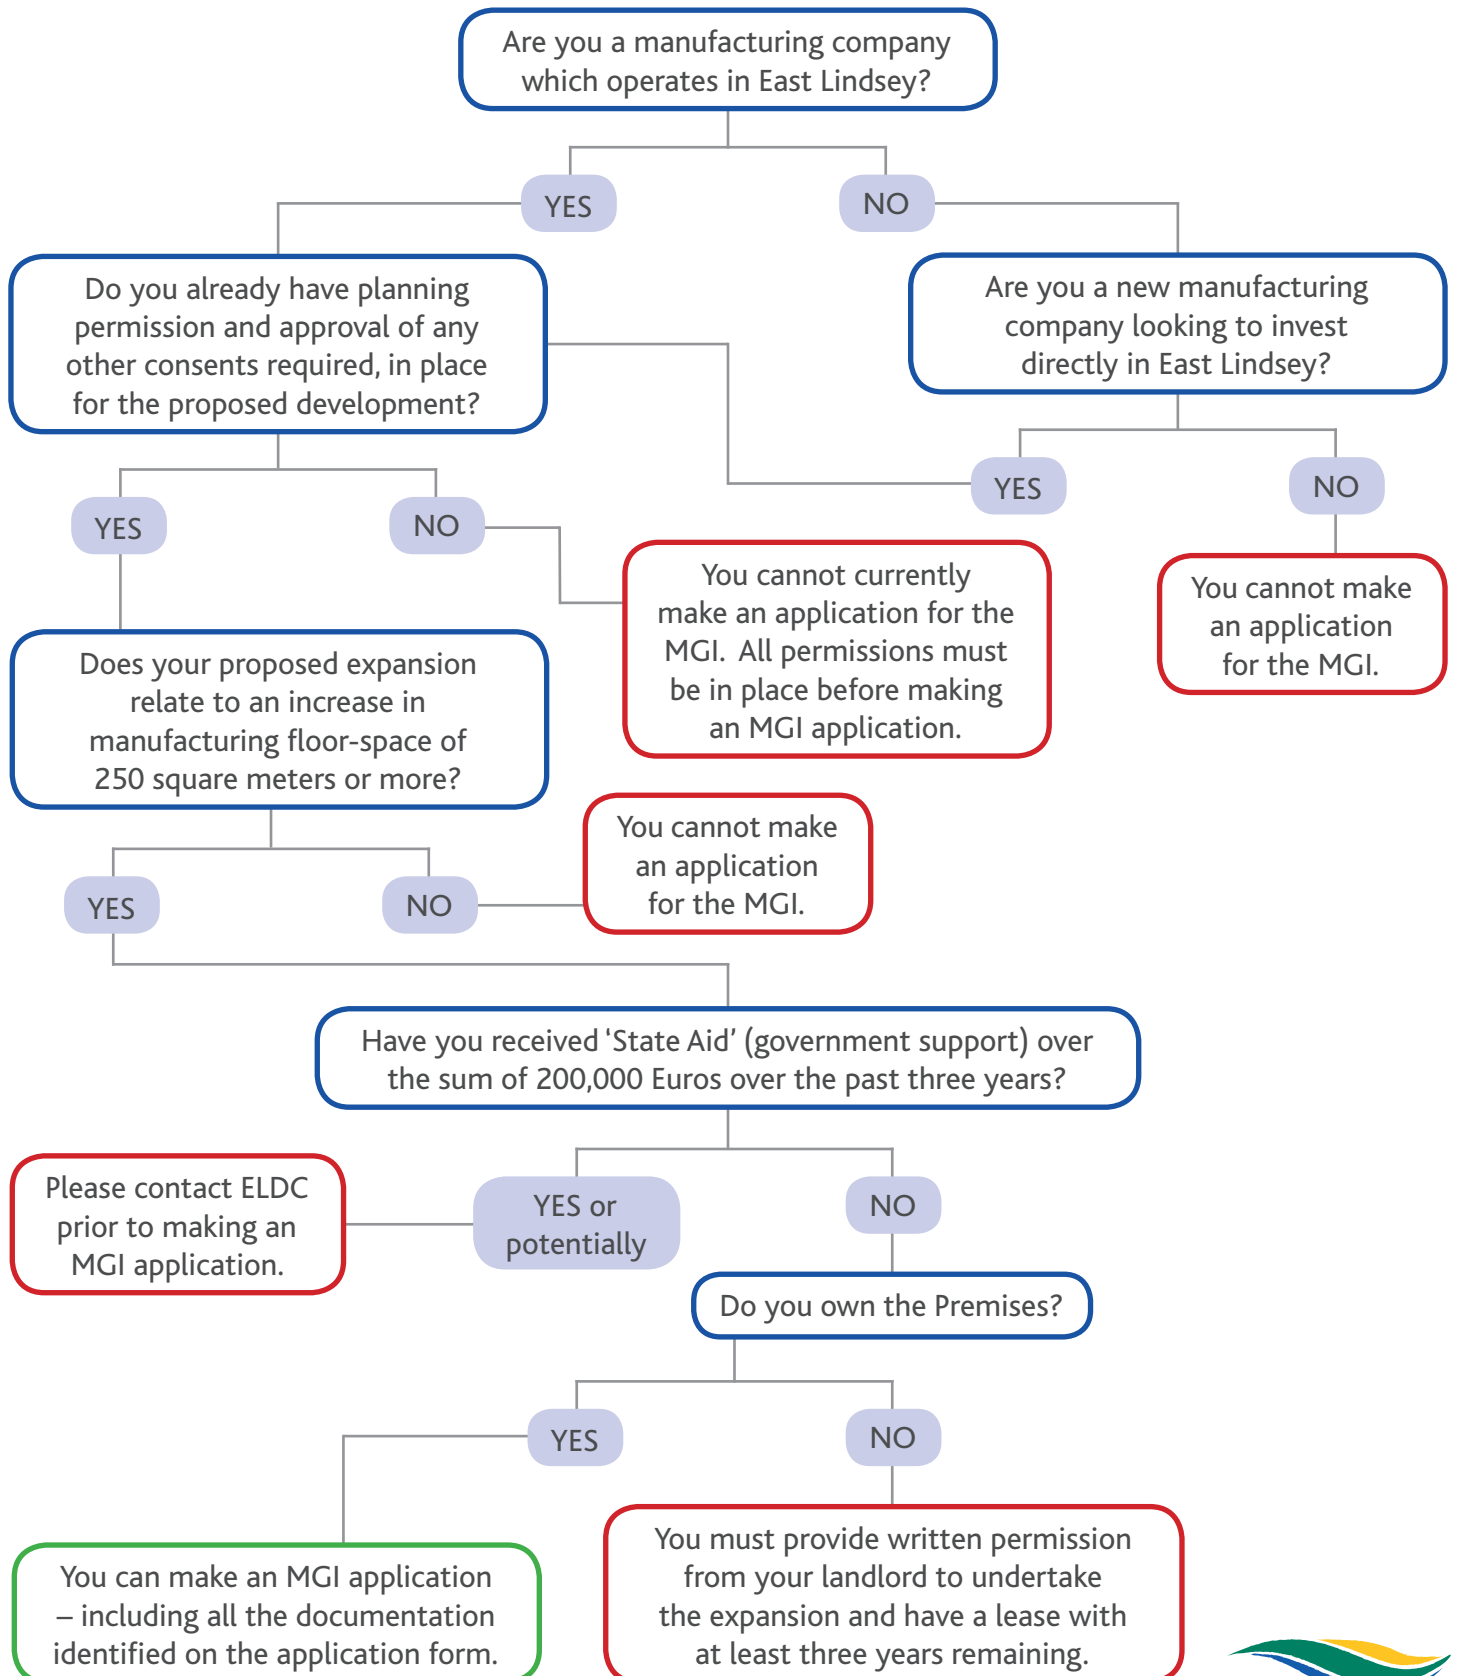 Are you a manufacturing company
which operates in East Lindsey?
YES
NO
Do you already have planning
permission and approval of any
other consents required, in place
for the proposed development?
Are you a new manufacturing
company looking to invest
directly in East Lindsey?
YES
NO
YES
NO
You cannot currently
make an application for the
MGI. All permissions must
be in place before making
an MGI application.
You cannot make
an application
for the MGI.
Does your proposed expansion
relate to an increase in
manufacturing floor-space of
250 square meters or more?
You cannot make
an application
for the MGI.
YES
NO
Have you received ‘State Aid’ (government support) over
the sum of 200,000 Euros over the past three years?
Please contact ELDC
prior to making an
MGI application.
YES or
potentially
NO
Do you own the Premises?
YES
NO
You can make an MGI application
– including all the documentation
identified on the application form.
You must provide written permission
from your landlord to undertake
the expansion and have a lease with
at least three years remaining.